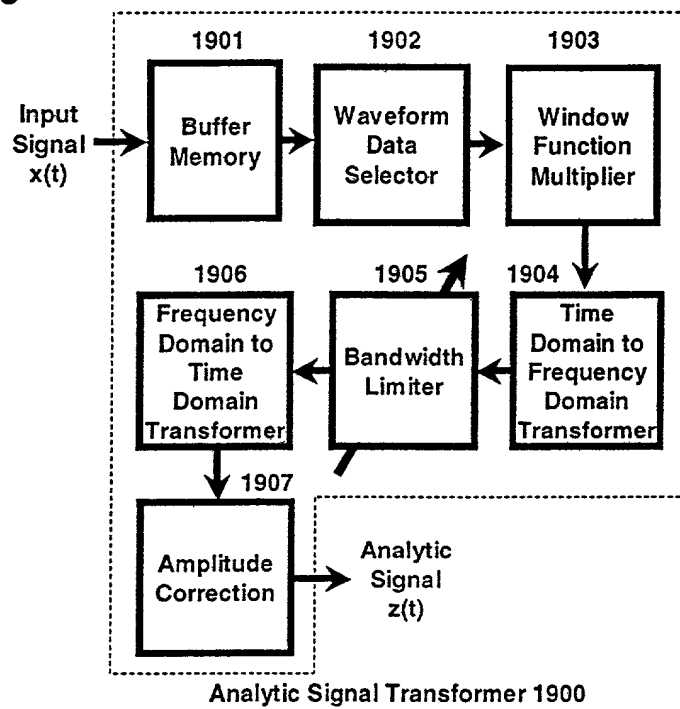 1901
1902
1903
Input
Signal
x(t)
Buffer
Memory
Waveform
Data
Selector
Window
Function
Multiplier
1906
1905
1904
Frequency
Domain to
Time
Domain
Transformer
Bandwidth
Limiter
Time
Domain to
Frequency
Domain
Transformer
1907
Amplitude
Correction
Analytic
Signal
z(t)
Analytic Signal Transformer 1900